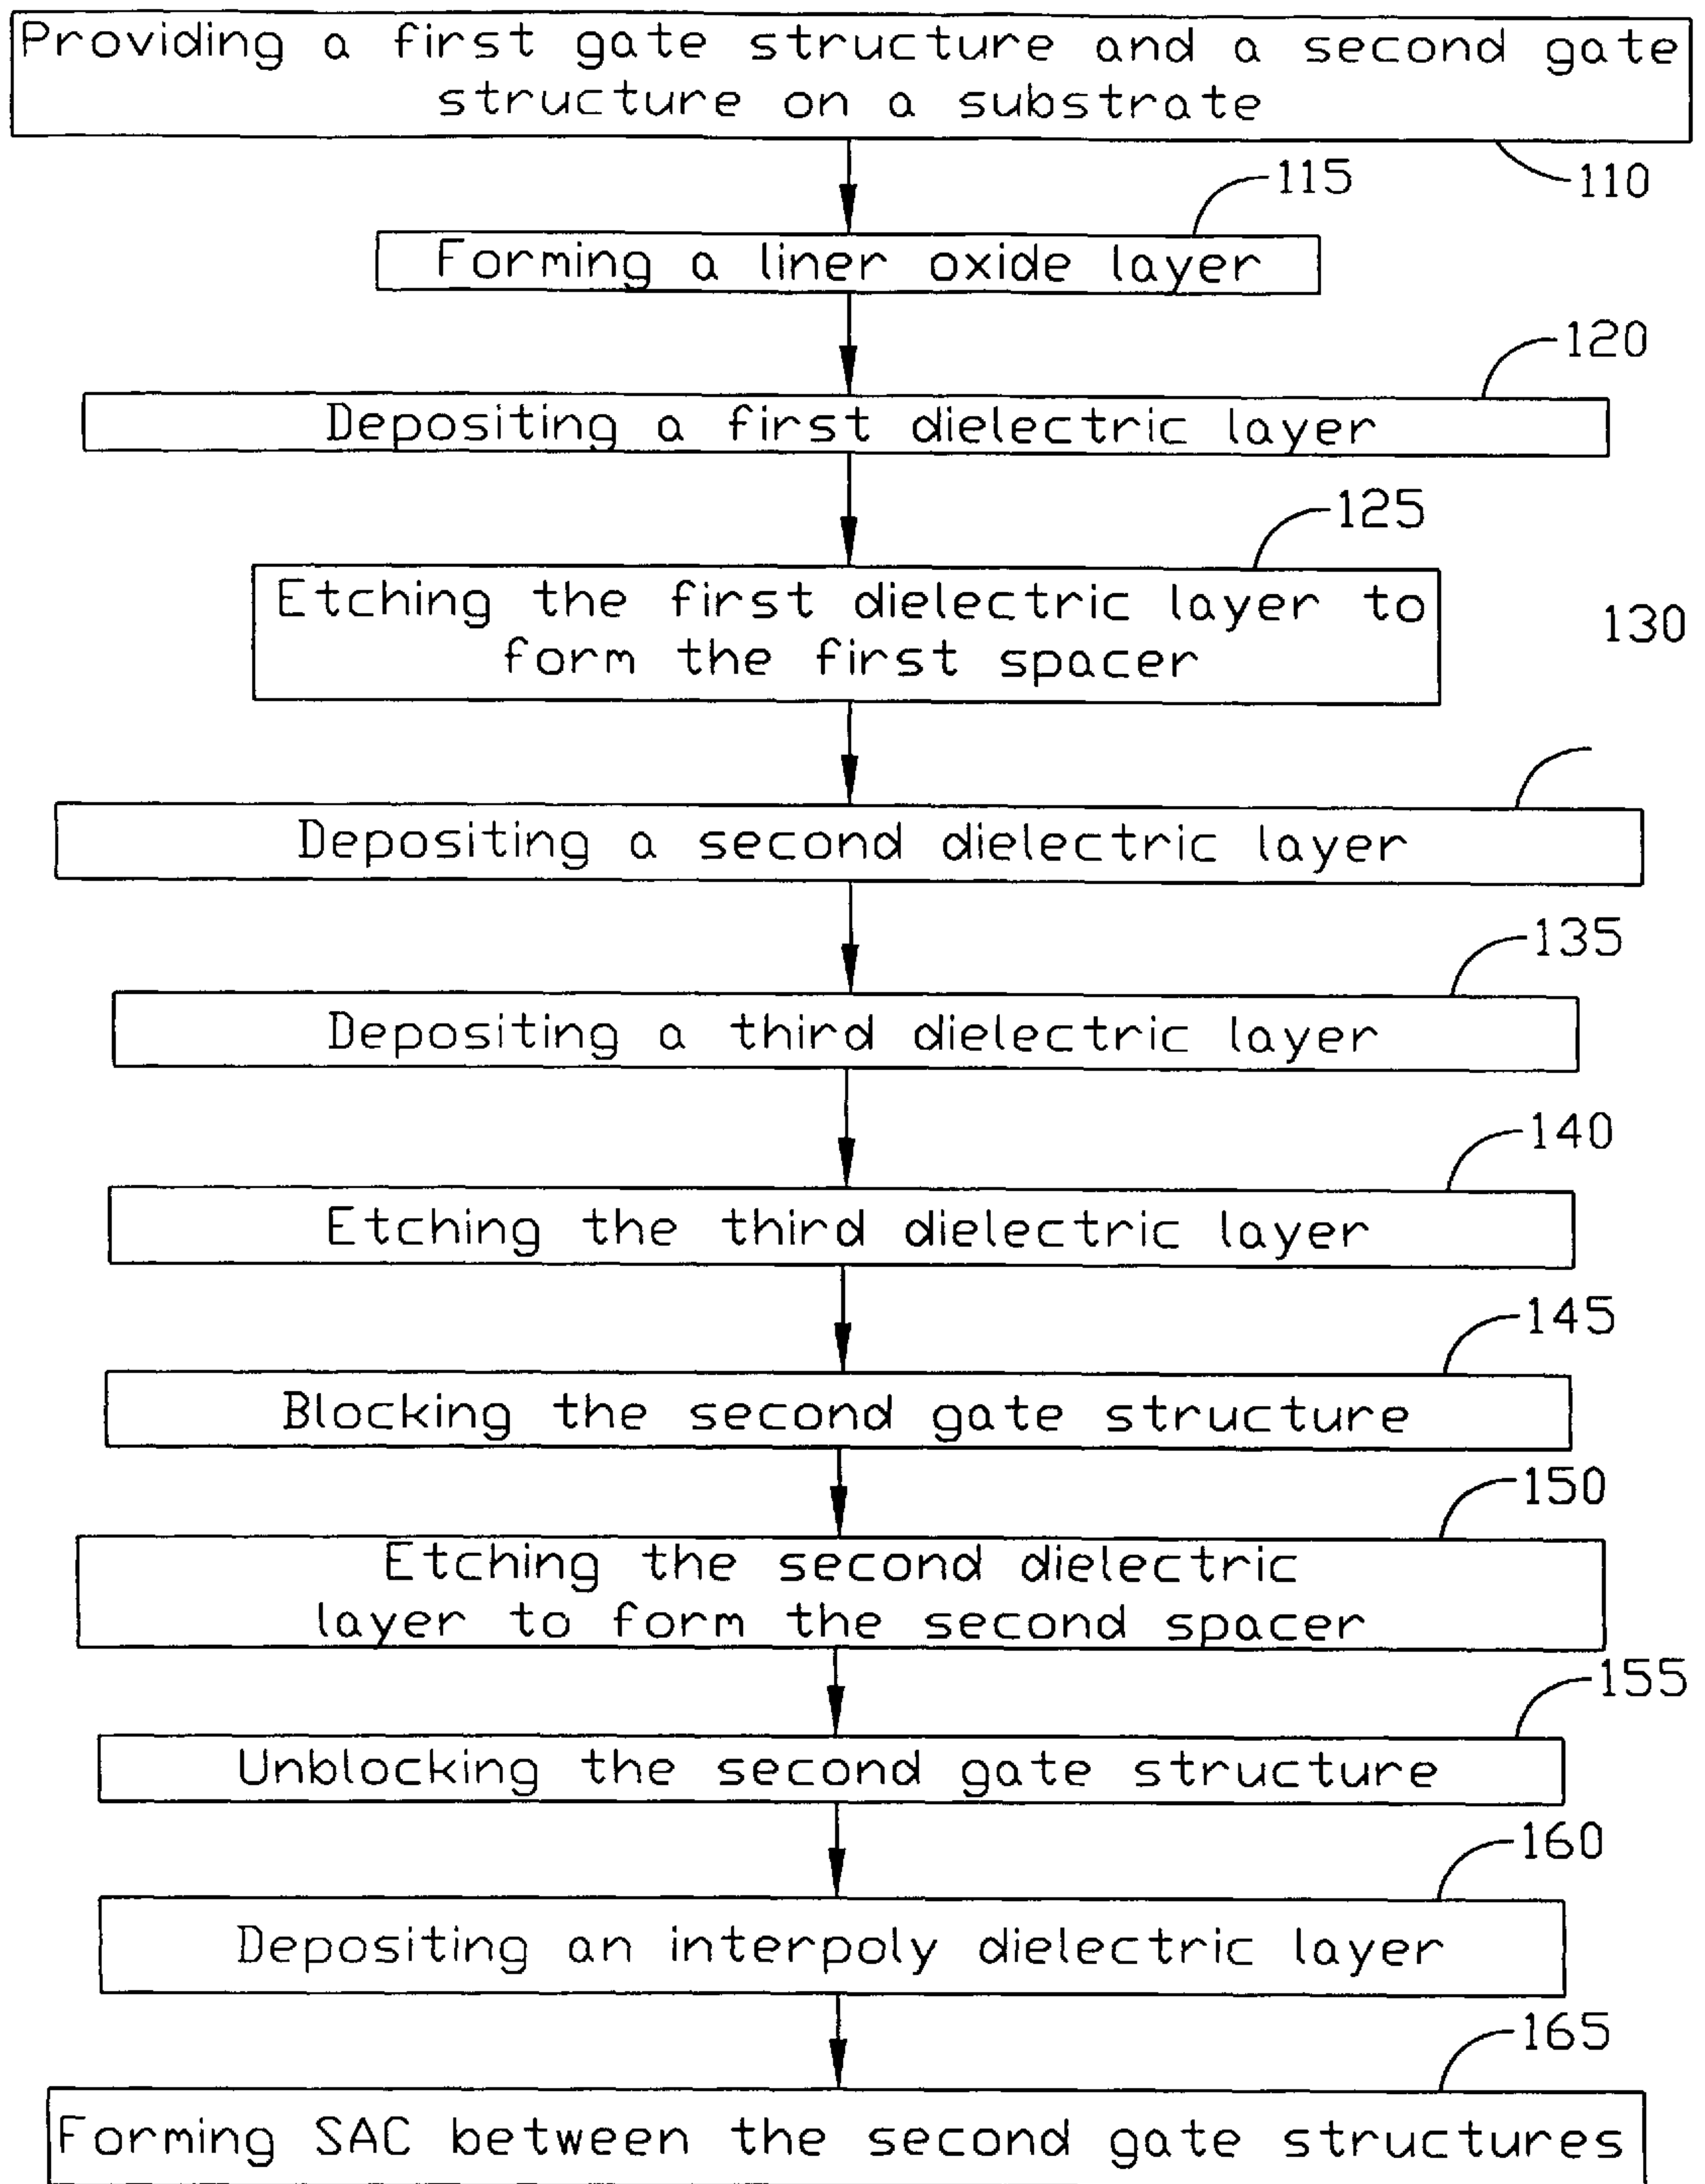 Providing a first gate structure and a second gate
structure on a substrate
110
115
Forming a liner oxide layer
120
Depositing a first dielectric layer
125
Etching the first dielectric layer to
form the first spacer
130
Depositing a second dielectric layer
135
Depositing a third dielectric layer
140
Etching the third dielectric layer
145
Blocking the second gate structure
150
Etching the second dielectric
layer to form the second spacer
155
Unblocking the second gate structure
160
Depositing an interpoly dielectric layer
165
Forming SAC between the second gate structures